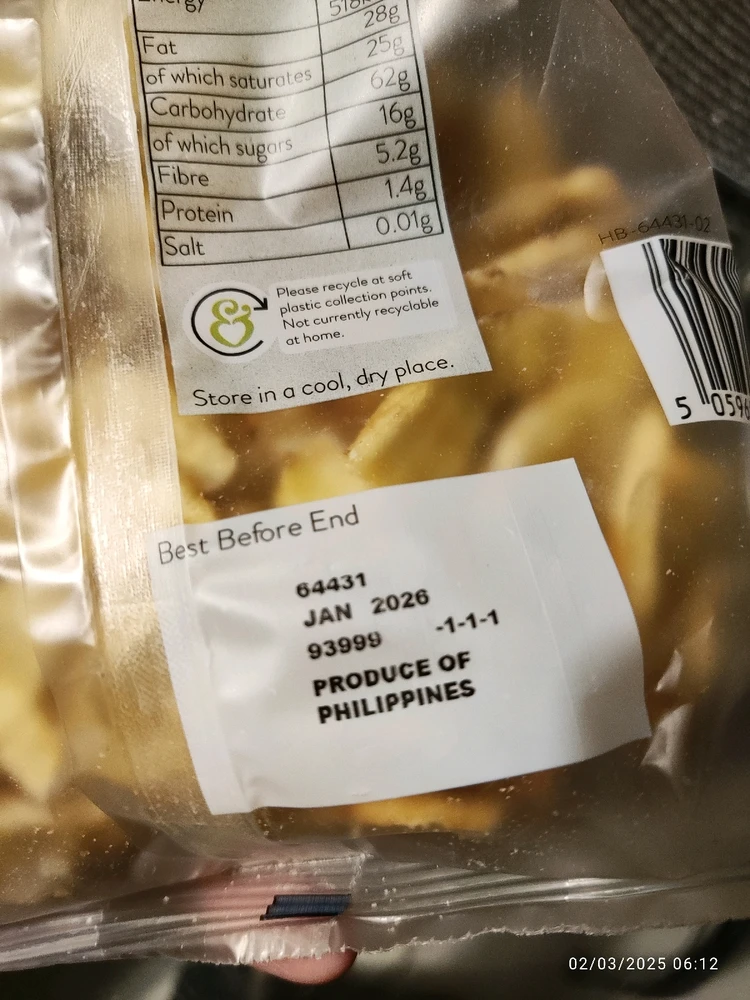 Fat 28g
of which saturates 25g
Carbohydrate 62g
of which sugars 16g
Fibre 5.2g
Protein 1.4g
Salt 0.01g
Please recycle at soft
plastic collection points.
Not currently recyclable
at home.
Store in a cool, dry place.
HB-64431-02
5 059
Best Before End
64431
JAN 2026
93999 -1-1-1
PRODUCE OF
PHILIPPINES
02/03/2025 06:12